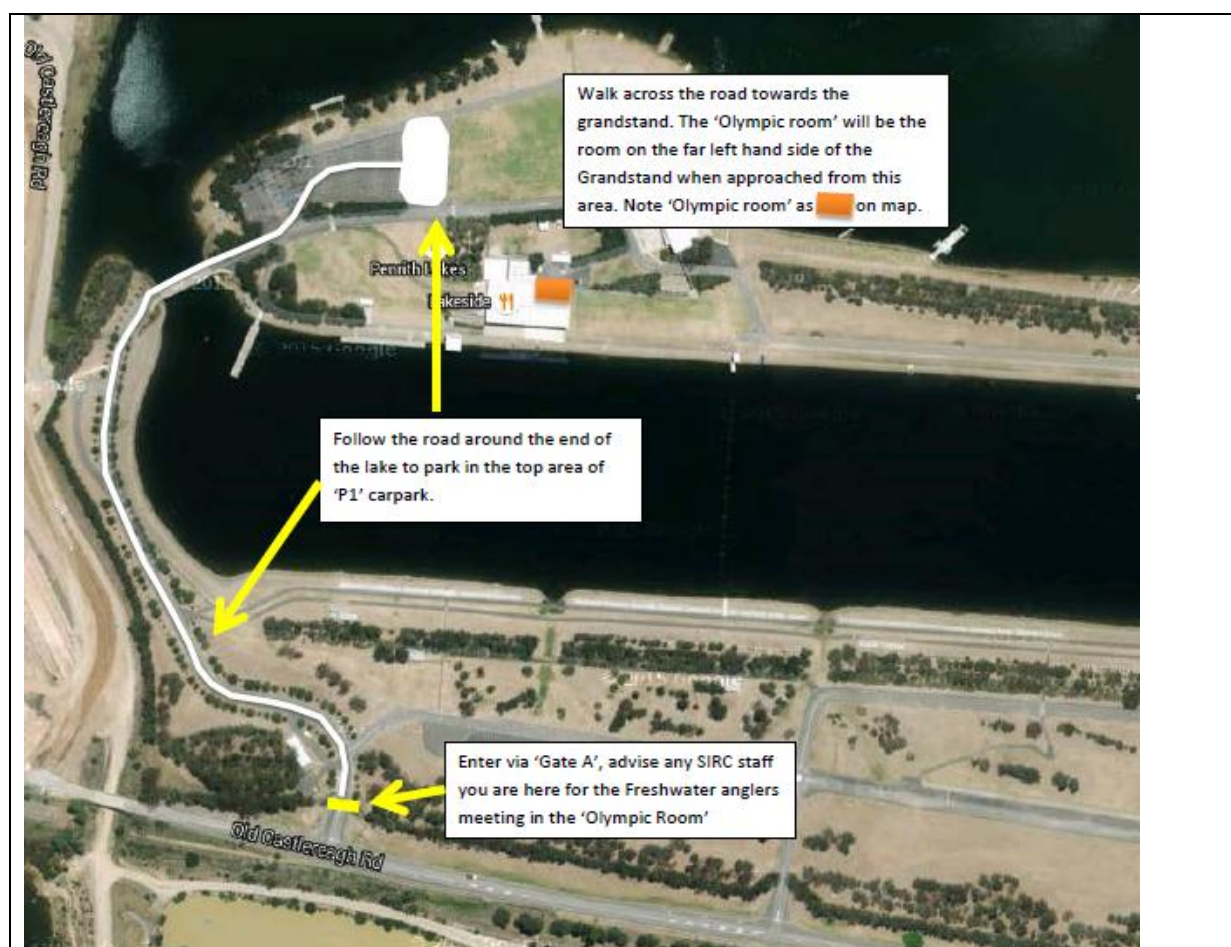 Old Castlereagh Rd
Walk across the road towards the
grandstand. The ‘Olympic room’ will be the
room on the far left hand side of the
Grandstand when approached from this
area. Note ‘Olympic room’ as on map.
Penrith Lakes
Lakeside
Follow the road around the end of
the lake to park in the top area of
‘P1’ carpark.
Enter via ‘Gate A’, advise any SIRC staff
you are here for the Freshwater anglers
meeting in the ‘Olympic Room’
Old Castlereagh Rd